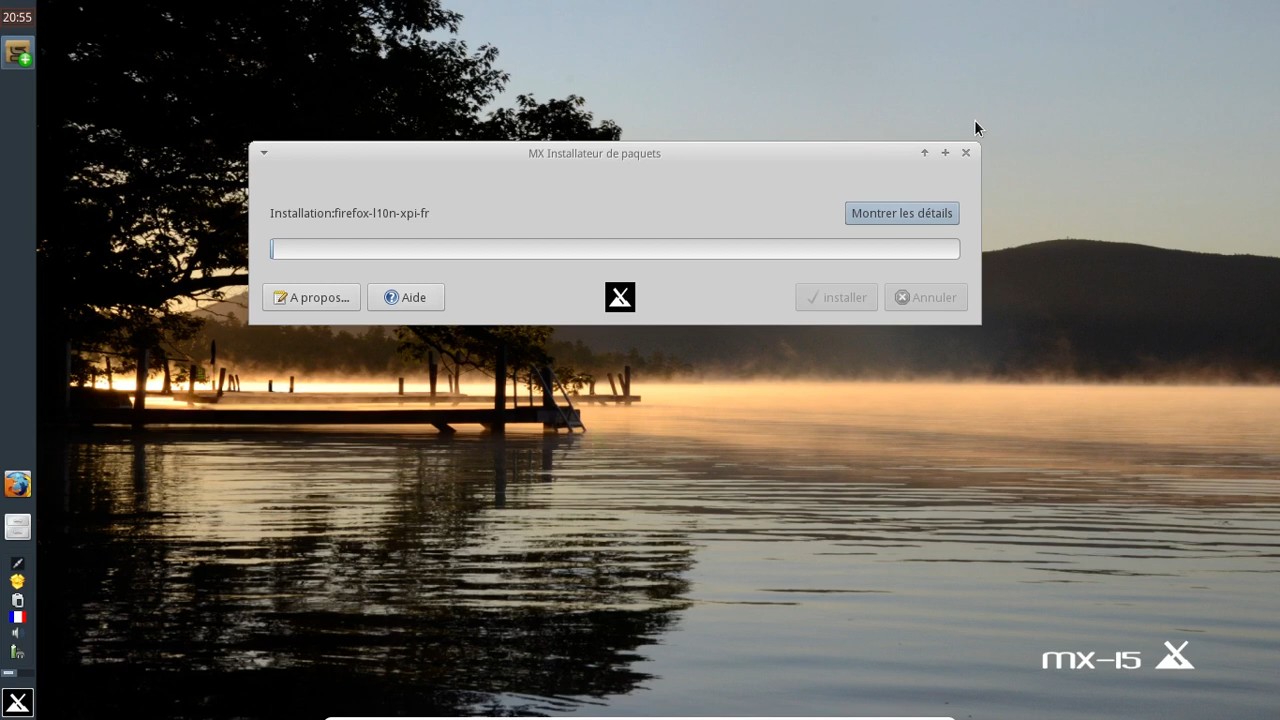 20:55
MX Installateur de paquets
Installation:firefox-l10n-xpi-fr
Montrer les détails
A propos...
Aide
installer
Annuler
mx-15